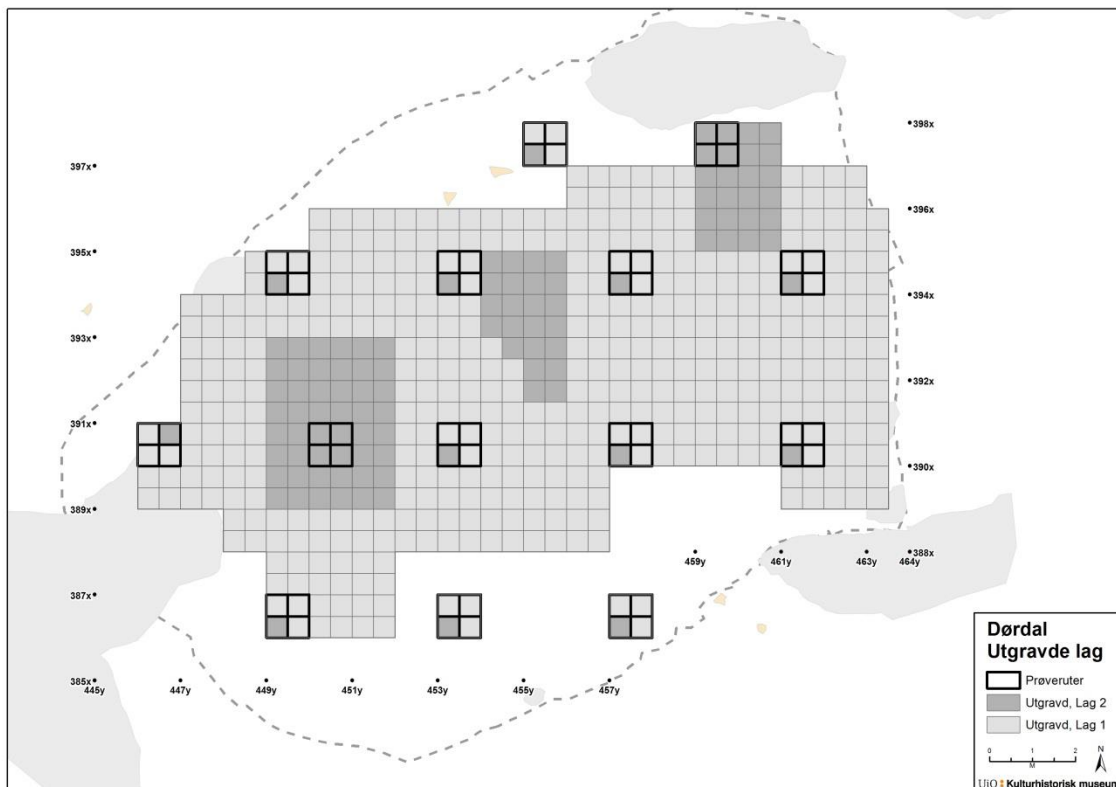 398x
397x
396x
395x
394x
393x
392x
391x
390x
389x
388x
459y
461y
463y
464y
387x
385x
445y
447y
449y
451y
453y
455y
457y
Dørdal
Utgravde lag
Prøveruter
Utgravd, Lag 2
Utgravd, Lag 1
0 1 2
M
N
UiO Kulturhistorisk museum